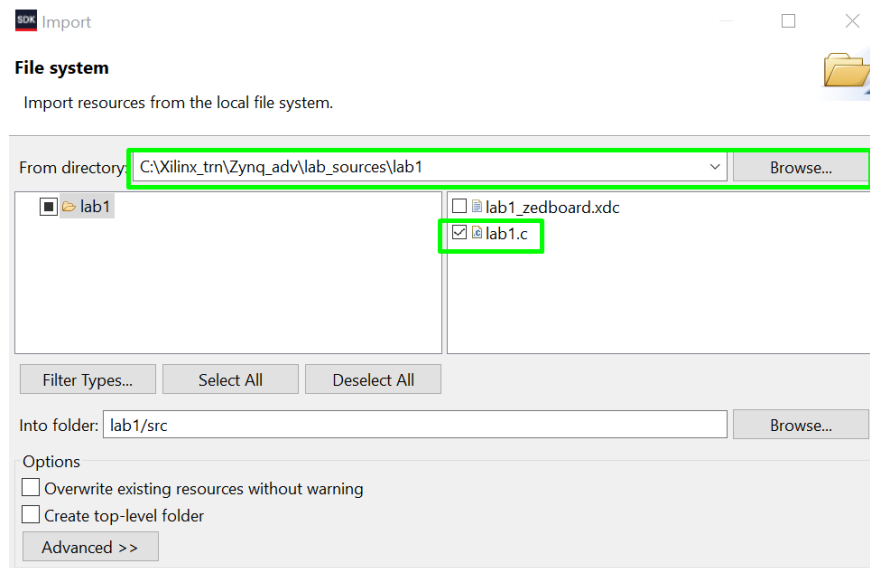 SDK Import
File system
Import resources from the local file system.
From directory: C:\Xilinx_trn\Zynq_adv\lab_sources\lab1 Browse...
lab1 lab1_zedboard.xdc
lab1.c
Filter Types... Select All Deselect All
Into folder: lab1/src Browse...
Options
Overwrite existing resources without warning
Create top-level folder
Advanced >>